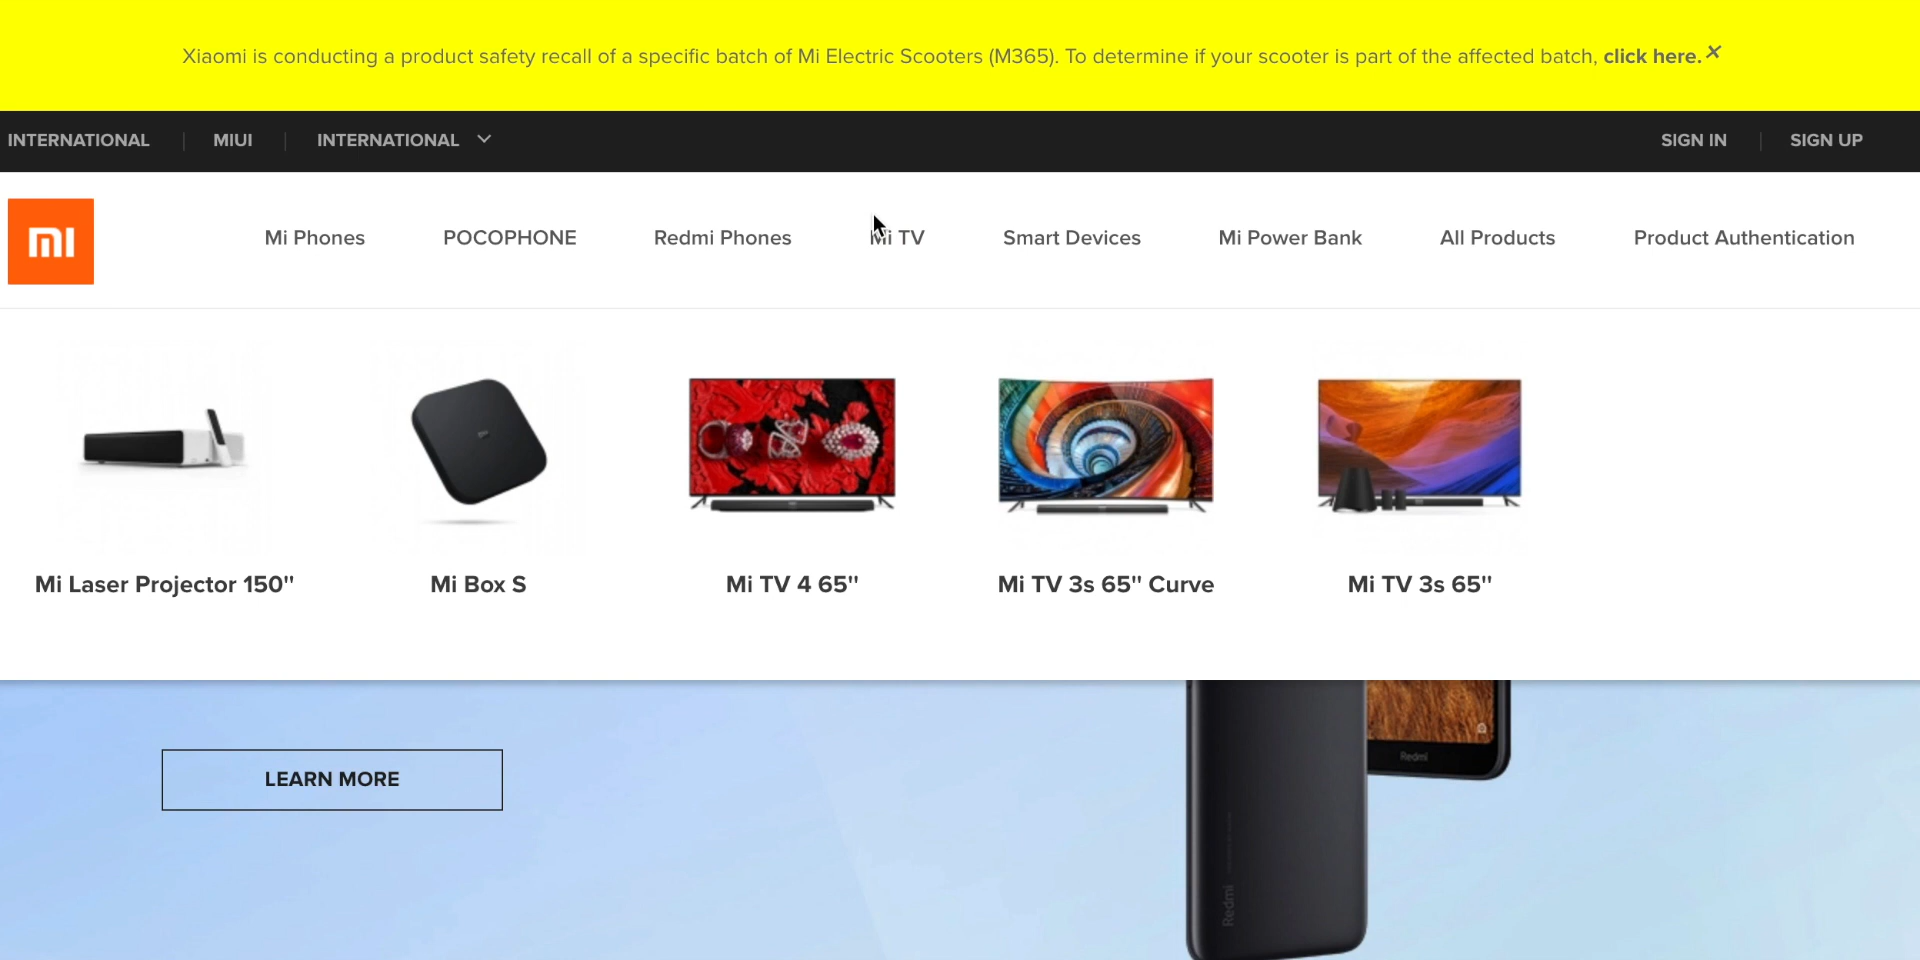 Xiaomi is conducting a product safety recall of a specific batch of Mi Electric Scooters (M365). To determine if your scooter is part of the affected batch, click here.
INTERNATIONAL MIUI INTERNATIONAL SIGN IN SIGN UP
mi Mi Phones POCOPHONE Redmi Phones Mi TV Smart Devices Mi Power Bank All Products Product Authentication
Mi Laser Projector 150" Mi Box S Mi TV 4 65" Mi TV 3s 65" Curve Mi TV 3s 65"
Redmi
LEARN MORE
Redmi